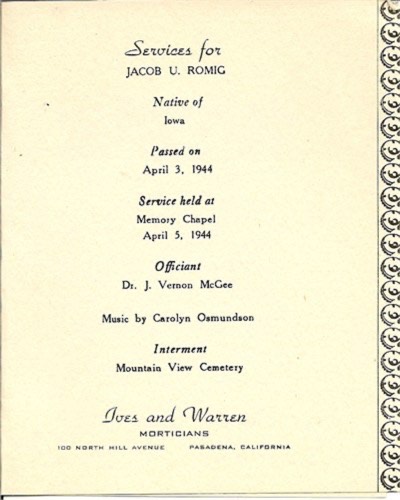 Services for
JACOB U. ROMIG
Native of
Iowa
Passed on
April 3, 1944
Service held at
Memory Chapel
April 5, 1944
Officiant
Dr. J. Vernon McGee
Music by Carolyn Osmundson
Interment
Mountain View Cemetery
Ives and Warren
MORTICIANS
100 NORTH HILL AVENUE PASADENA, CALIFORNIA